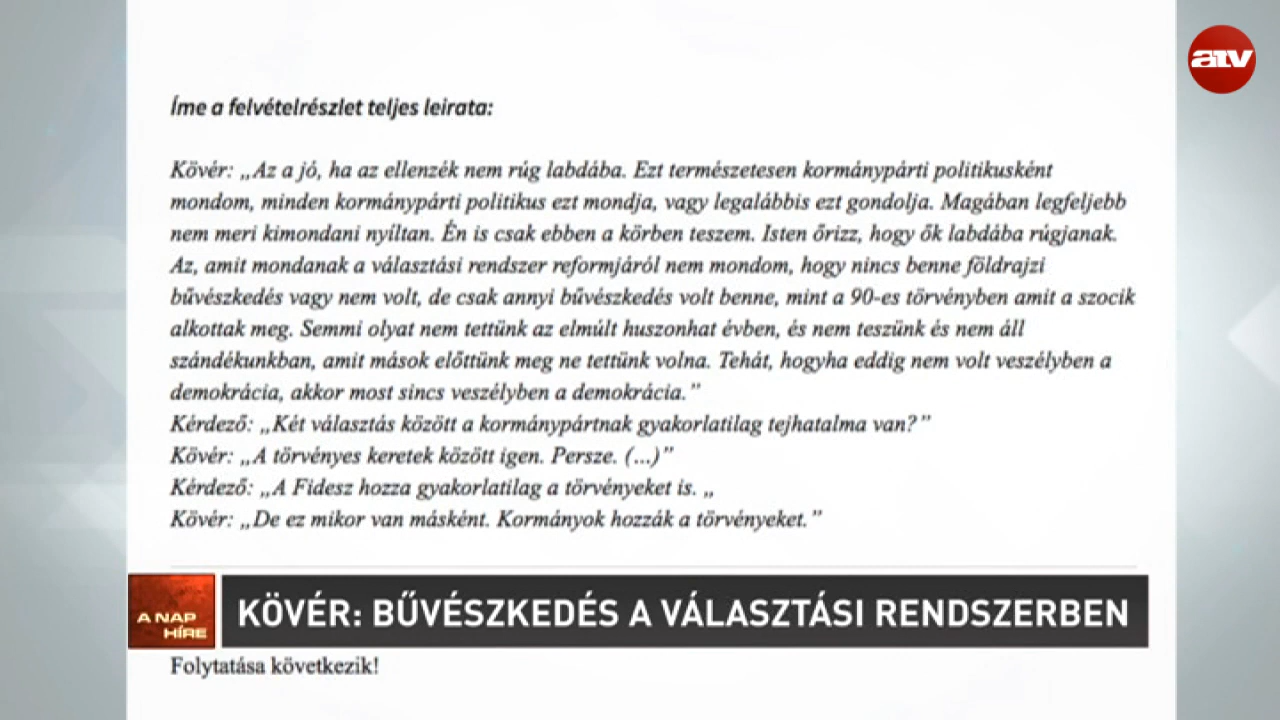 atv
Íme a felvételrészlet teljes leirata:
Kövér: „Az a jó, ha az ellenzék nem rúg labdába. Ezt természetesen kormánypárti politikusként
mondom, minden kormánypárti politikus ezt mondja, vagy legalábbis ezt gondolja. Magában legfeljebb
nem meri kimondani nyíltan. Én is csak ebben a körben teszem. Isten őrizz, hogy ők labdába rúgjanak.
Az, amit mondanak a választási rendszer reformjáról nem mondom, hogy nincs benne földrajzi
bűvészkedés vagy nem volt, de csak annyi bűvészkedés volt benne, mint a 90-es törvényben amit a szocik
alkottak meg. Semmi olyat nem tettünk az elmúlt huszonhat évben, és nem teszünk és nem áll
szándékunkban, amit mások előttünk meg ne tettünk volna. Tehát, hogyha eddig nem volt veszélyben a
demokrácia, akkor most sincs veszélyben a demokrácia.”
Kérdező: „Két választás között a kormánypártnak gyakorlatilag tejhatalma van?”
Kövér: „A törvényes keretek között igen. Persze. (...)”
Kérdező: „A Fidesz hozza gyakorlatilag a törvényeket is. „
Kövér: „De ez mikor van másként. Kormányok hozzák a törvényeket.”
A NAP
HÍRE
KÖVÉR: BŰVÉSZKEDÉS A VÁLASZTÁSI RENDSZERBEN
Folytatása következik!